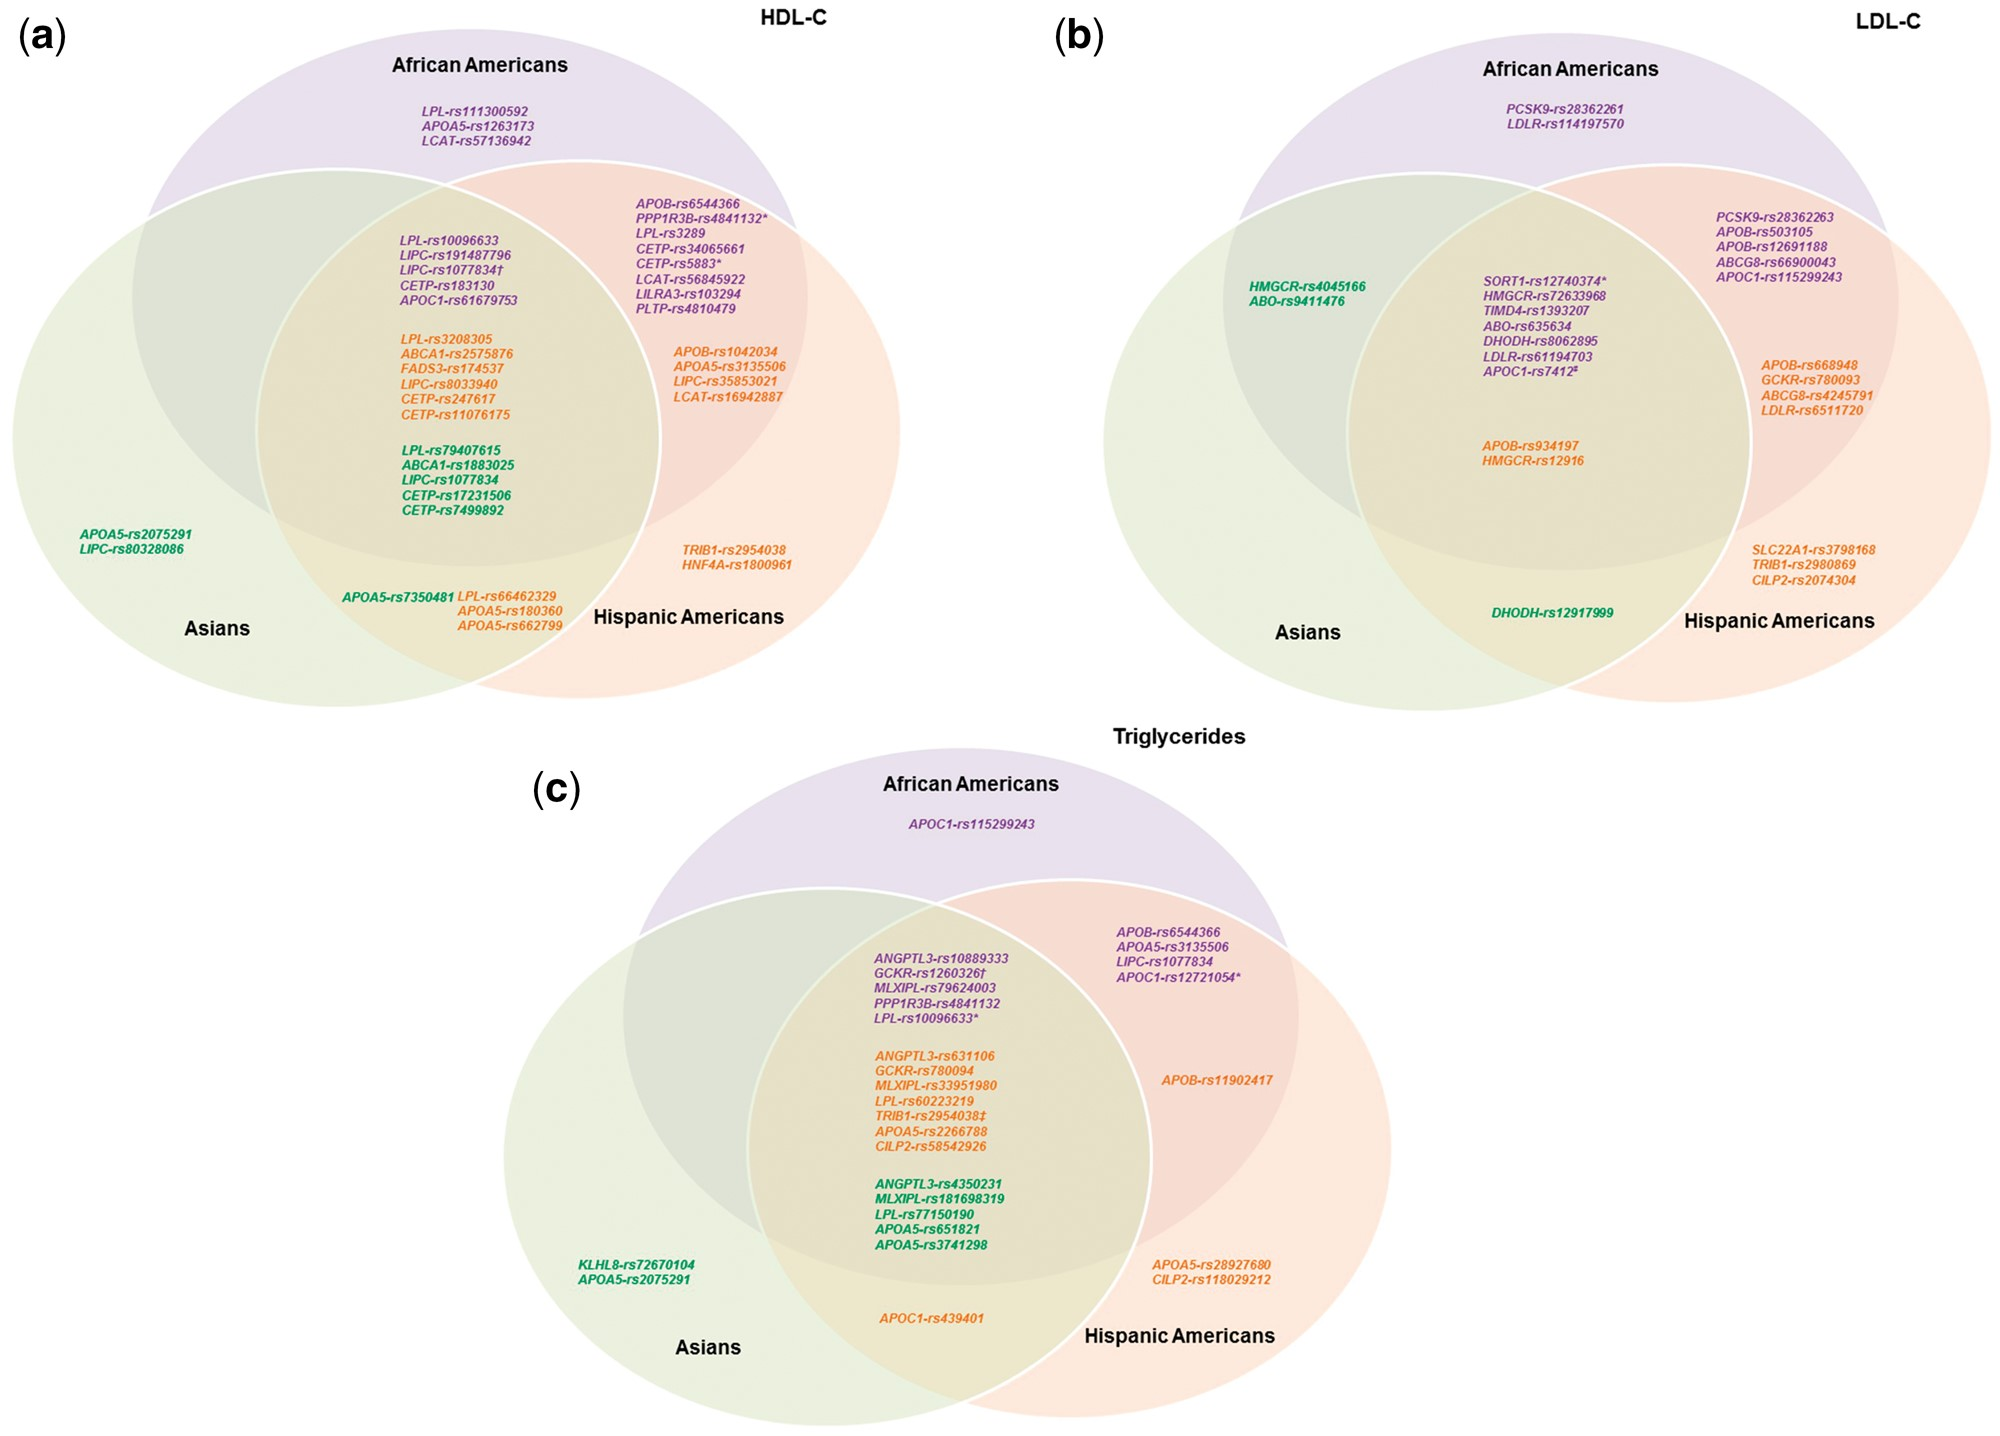 (a)
HDL-C
African Americans
LPL-rs111300592
APOA5-rs1263173
LCAT-rs57136942
APOB-rs6544366
PPP1R3B-rs4841132*
LPL-rs3289
CETP-rs34065661
CETP-rs5883*
LCAT-rs56845922
LILRA3-rs103294
PLTP-rs4810479
LPL-rs10096633
LIPC-rs191487796
LIPC-rs1077834†
CETP-rs183130
APOC1-rs61679753
LPL-rs3208305
ABCA1-rs2575876
FADS3-rs174537
LIPC-rs8033940
CETP-rs247617
CETP-rs11076175
APOB-rs1042034
APOA5-rs3135506
LIPC-rs35853021
LCAT-rs16942887
LPL-rs79407615
ABCA1-rs1883025
LIPC-rs1077834
CETP-rs17231506
CETP-rs7499892
APOA5-rs2075291
LIPC-rs80328086
TRIB1-rs2954038
HNF4A-rs1800961
APOA5-rs7350481 LPL-rs66462329
APOA5-rs180360
APOA5-rs662799
Asians
Hispanic Americans
(b)
LDL-C
African Americans
PCSK9-rs28362261
LDLR-rs114197570
PCSK9-rs28362263
APOB-rs503105
APOB-rs12691188
ABCG8-rs66900043
APOC1-rs115299243
HMGCR-rs4045166
ABO-rs9411476
SORT1-rs12740374*
HMGCR-rs72633968
TIMD4-rs1393207
ABO-rs635634
DHODH-rs8062895
LDLR-rs61194703
APOC1-rs7412‡
APOB-rs668948
GCKR-rs780093
ABCG8-rs4245791
LDLR-rs6511720
APOB-rs934197
HMGCR-rs12916
SLC22A1-rs3798168
TRIB1-rs2980869
CILP2-rs2074304
DHODH-rs12917999
Asians
Hispanic Americans
(c)
Triglycerides
African Americans
APOC1-rs115299243
APOB-rs6544366
APOA5-rs3135506
LIPC-rs1077834
APOC1-rs12721054*
ANGPTL3-rs10889333
GCKR-rs1260326†
MLXIPL-rs79624003
PPP1R3B-rs4841132
LPL-rs10096633*
ANGPTL3-rs631106
GCKR-rs780094
MLXIPL-rs33951980
LPL-rs60223219
TRIB1-rs2954038‡
APOA5-rs2266788
CILP2-rs58542926
APOB-rs11902417
ANGPTL3-rs4350231
MLXIPL-rs181698319
LPL-rs77150190
APOA5-rs651821
APOA5-rs3741298
KLHL8-rs72670104
APOA5-rs2075291
APOA5-rs28927680
CILP2-rs118029212
APOC1-rs439401
Asians
Hispanic Americans